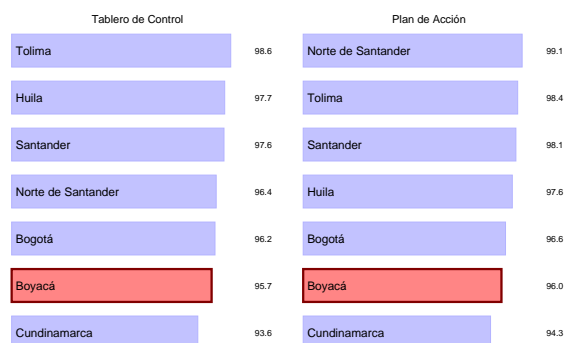 Tablero de Control
Tolima 98.6
Huila 97.7
Santander 97.6
Norte de Santander 96.4
Bogotá 96.2
Boyacá 95.7
Cundinamarca 93.6
Plan de Acción
Norte de Santander 99.1
Tolima 98.4
Santander 98.1
Huila 97.6
Bogotá 96.6
Boyacá 96.0
Cundinamarca 94.3